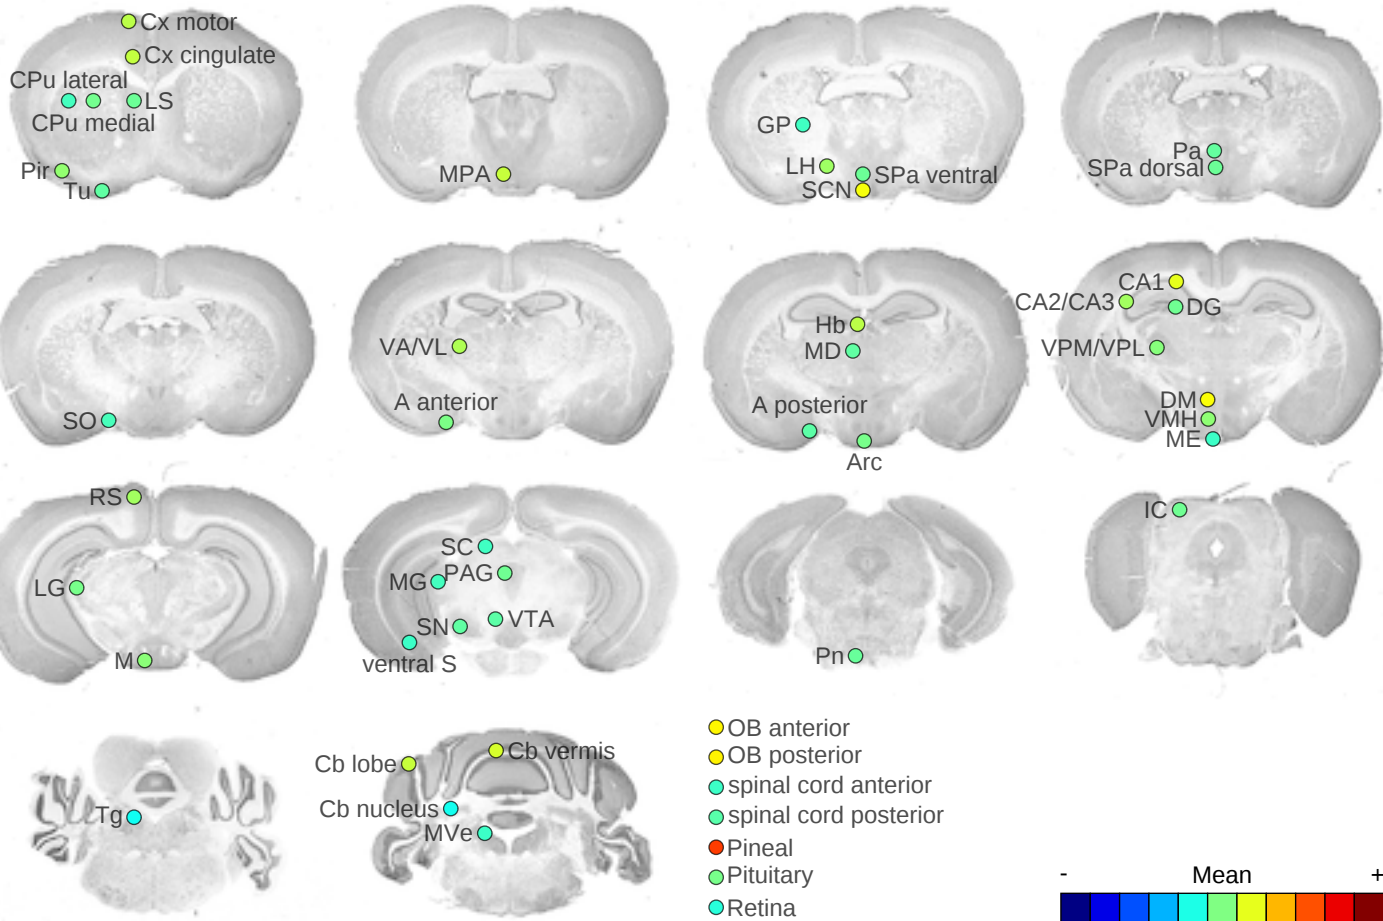 Cx motor
Cx cingulate
CPu lateral
LS
CPu medial
Pir
Tu
MPA
GP
LH
SPa ventral
SCN
Pa
SPa dorsal
SO
VA/VL
A anterior
Hb
MD
A posterior
Arc
CA1
CA2/CA3
DG
VPM/VPL
DM
VMH
ME
RS
LG
M
SC
MG
PAG
SN
VTA
ventral S
Pn
IC
Tg
Cb lobe
Cb vermis
Cb nucleus
MVe
OB anterior
OB posterior
spinal cord anterior
spinal cord posterior
Pineal
Pituitary
Retina
- Mean +